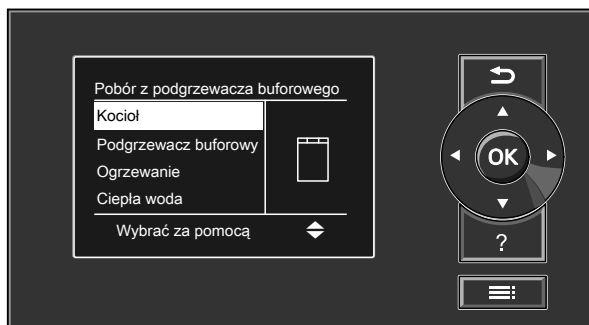 Pobór z podgrzewacza buforowego
Kocioł
Podgrzewacz buforowy
Ogrzewanie
Ciepła woda
Wybrać za pomocą
OK
?